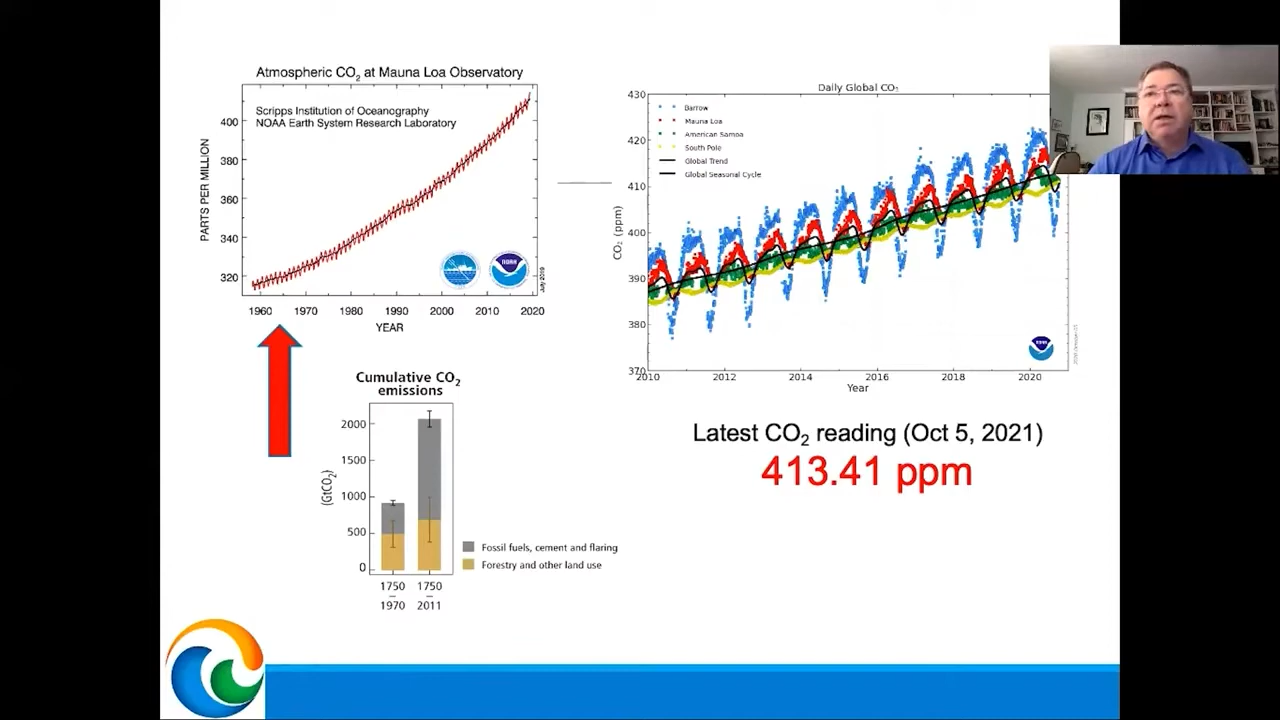 Atmospheric CO₂ at Mauna Loa Observatory
Scripps Institution of Oceanography
NOAA Earth System Research Laboratory
PARTS PER MILLION
400
380
360
340
320
1960 1970 1980 1990 2000 2010 2020
YEAR
NOAA
July 2019
Daily Global CO₂
Barrow
Mauna Loa
American Samoa
South Pole
Global Trend
Global Seasonal Cycle
CO₂ (ppm)
430
420
410
400
390
380
370
2010 2012 2014 2016 2018 2020
Year
Cumulative CO₂
emissions
(GtCO₂)
2000
1500
1000
500
0
1750 1750
– –
1970 2011
Fossil fuels, cement and flaring
Forestry and other land use
Latest CO₂ reading (Oct 5, 2021)
413.41 ppm